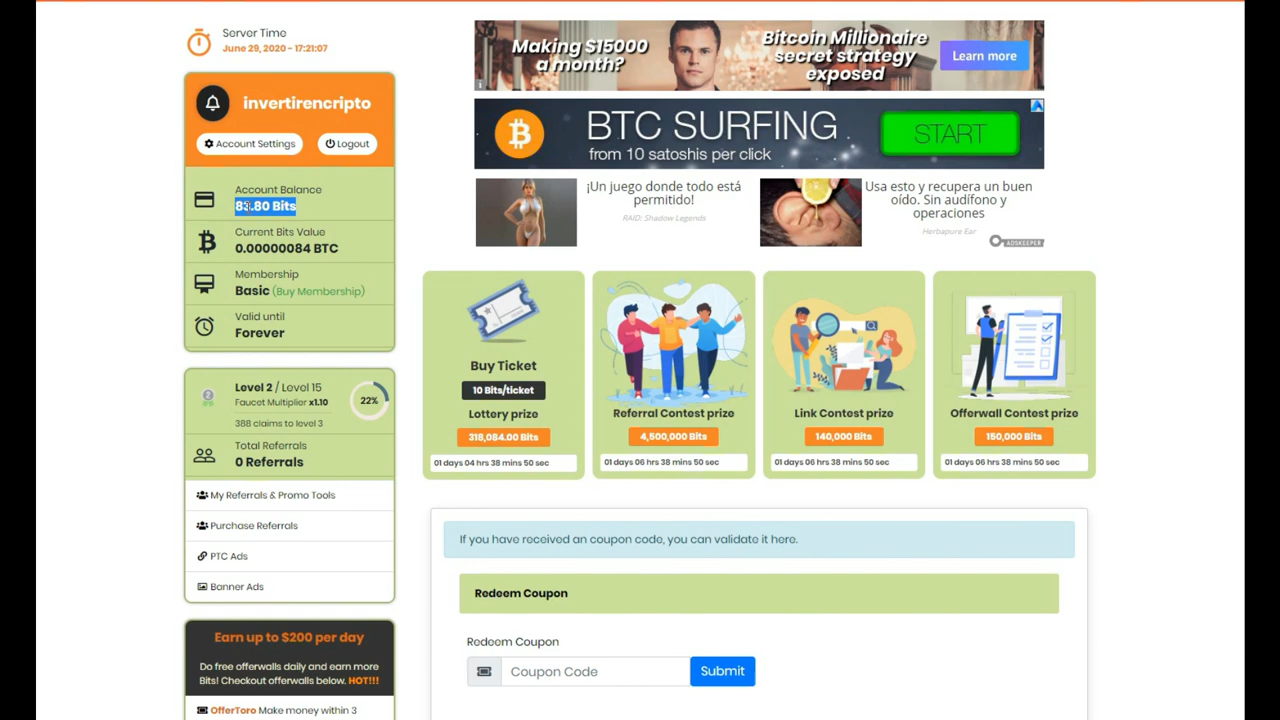 Server Time
June 29, 2020 - 17:21:07
invertirencripto
Account Settings
Logout
Account Balance
Bits
Current Bits Value
0.00000084 BTC
Membership
Basic (Buy Membership)
Valid until
Forever
Level 2 / Level 15
Faucet Multiplier x1.10
388 claims to level 3
22%
Total Referrals
0 Referrals
My Referrals & Promo Tools
Purchase Referrals
PTC Ads
Banner Ads
Earn up to $200 per day
Do free offerwalls daily and earn more
Bits! Checkout offerwalls below. HOT!!!
OfferToro Make money within 3
Making $15000
a month?
Bitcoin Millionaire
secret strategy
exposed
Learn more
BTC SURFING
from 10 satoshis per click
START
¡Un juego donde todo está
permitido!
RAID: Shadow Legends
Usa esto y recupera un buen
oído. Sin audífono y
operaciones
Herbapure Ear
ADSKEEPER
Buy Ticket
10 Bits/ticket
Lottery prize
318,084.00 Bits
01 days 04 hrs 38 mins 50 sec
Referral Contest prize
4,500,000 Bits
01 days 06 hrs 38 mins 50 sec
Link Contest prize
140,000 Bits
01 days 06 hrs 38 mins 50 sec
Offerwall Contest prize
150,000 Bits
01 days 06 hrs 38 mins 50 sec
If you have received an coupon code, you can validate it here.
Redeem Coupon
Redeem Coupon
Coupon Code
Submit